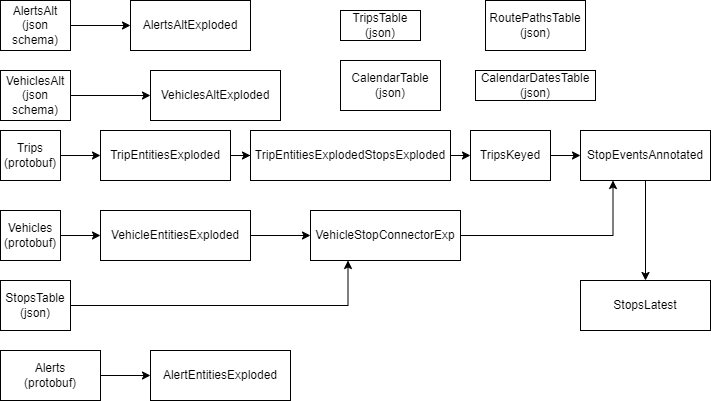 AlertsAlt
(json
schema)
AlertsAltExploded
TripsTable
(json)
RoutePathsTable
(json)
VehiclesAlt
(json
schema)
VehiclesAltExploded
CalendarTable
(json)
CalendarDatesTable
(json)
Trips
(protobuf)
TripEntitiesExploded
TripEntitiesExplodedStopsExploded
TripsKeyed
StopEventsAnnotated
Vehicles
(protobuf)
VehicleEntitiesExploded
VehicleStopConnectorExp
StopsTable
(json)
StopsLatest
Alerts
(protobuf)
AlertEntitiesExploded